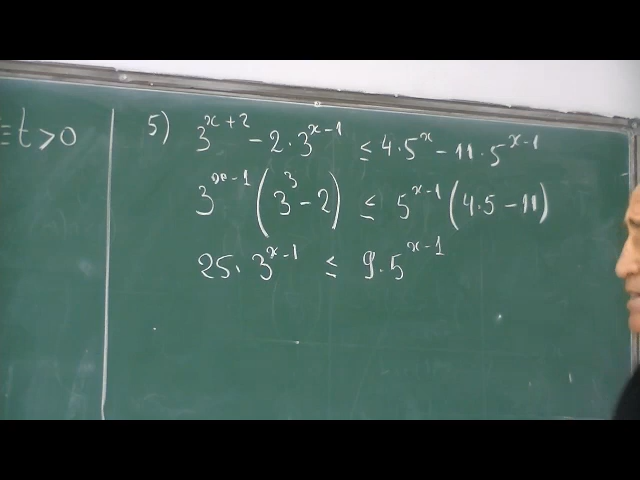 ≡ t > 0
5) 3^{x+2} - 2 · 3^{x-1} ≤ 4 · 5^x - 11 · 5^{x-1}
3^{x-1} (3^3 - 2) ≤ 5^{x-1} (4 · 5 - 11)
25 · 3^{x-1} ≤ 9 · 5^{x-1}